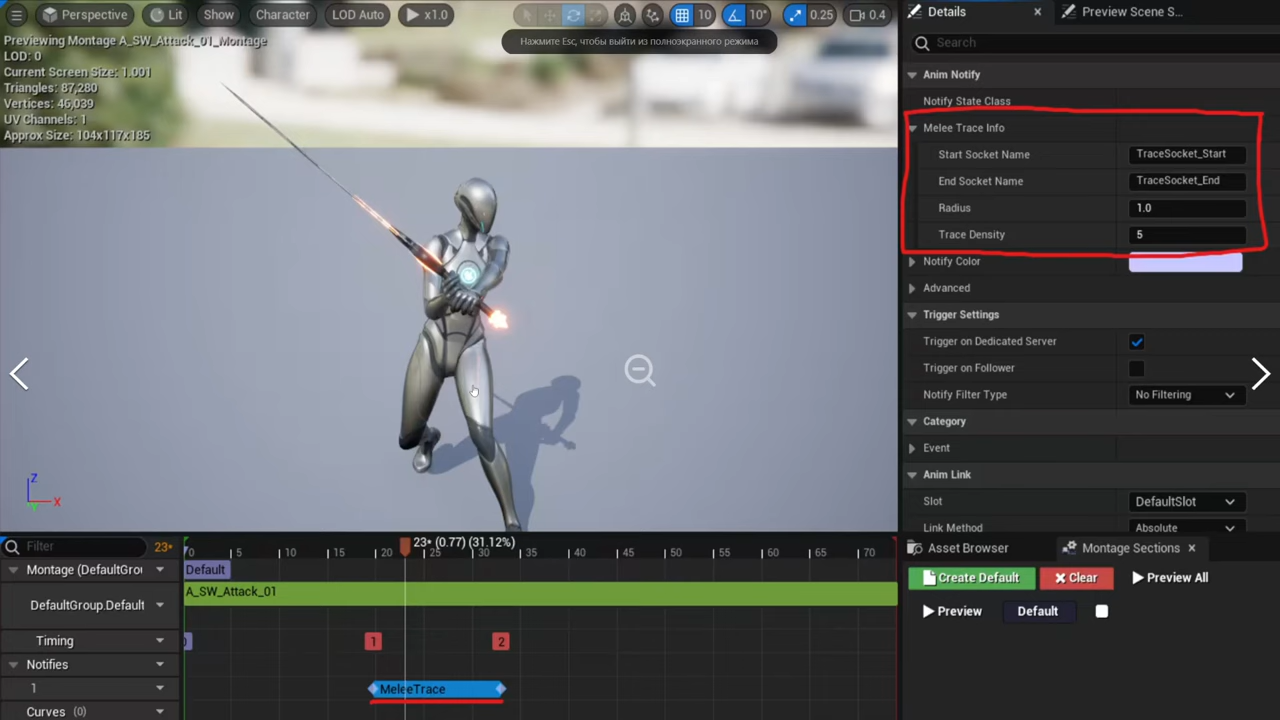 Perspective
Lit
Show
Character
LOD Auto
x1.0
10
10°
0.25
0.4
Previewing Montage A_SW_Attack_01_Montage
LOD: 0
Current Screen Size: 1.001
Triangles: 87,280
Vertices: 46,039
UV Channels: 1
Approx Size: 104x117x185
Нажмите Esc, чтобы выйти из полноэкранного режима
Z
X
Y
Details
Preview Scene S...
Search
Anim Notify
Notify State Class
Melee Trace Info
Start Socket Name TraceSocket_Start
End Socket Name TraceSocket_End
Radius 1.0
Trace Density 5
Notify Color
Advanced
Trigger Settings
Trigger on Dedicated Server
Trigger on Follower
Notify Filter Type No Filtering
Category
Event
Anim Link
Slot DefaultSlot
Link Method Absolute
Filter 23*
0 5 10 15 20 23* (0.77) (31.12%)
25 30 35 40 45 50 55 60 65 70
Montage (DefaultGrou Default
DefaultGroup.Default A_SW_Attack_01
Timing 1 2
Notifies
1 MeleeTrace
Curves (0)
Asset Browser
Montage Sections
Create Default
Clear
Preview All
Preview
Default